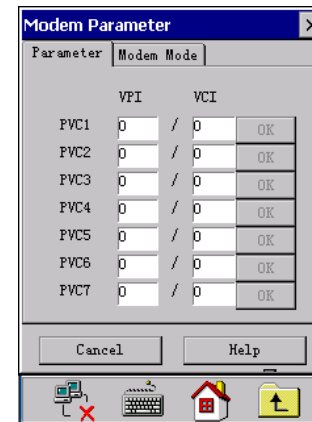 Modem Parameter
Parameter Modem Mode
VPI VCI
PVC1 0 / 0 OK
PVC2 0 / 0 OK
PVC3 0 / 0 OK
PVC4 0 / 0 OK
PVC5 0 / 0 OK
PVC6 0 / 0 OK
PVC7 0 / 0 OK
Cancel Help